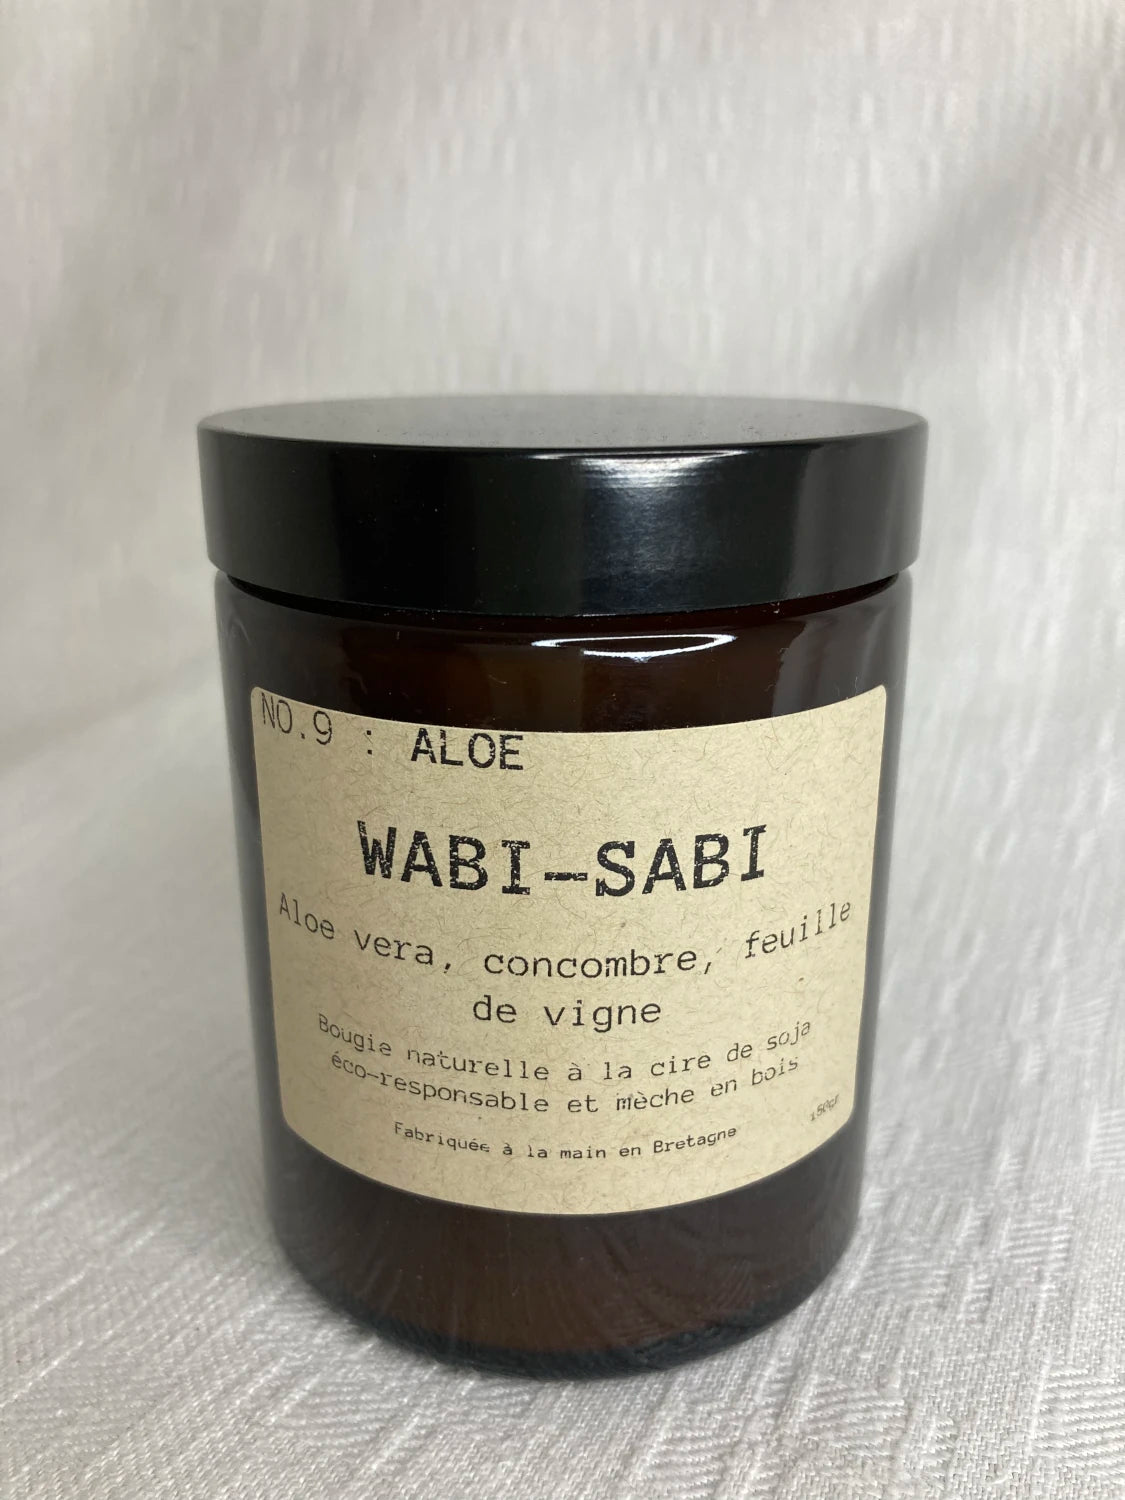 NO.9 : ALOE
WABI-SABI
Aloe vera, concombre, feuille
de vigne
Bougie naturelle à la cire de soja
éco-responsable et mèche en bois
150gr
Fabriquée à la main en Bretagne